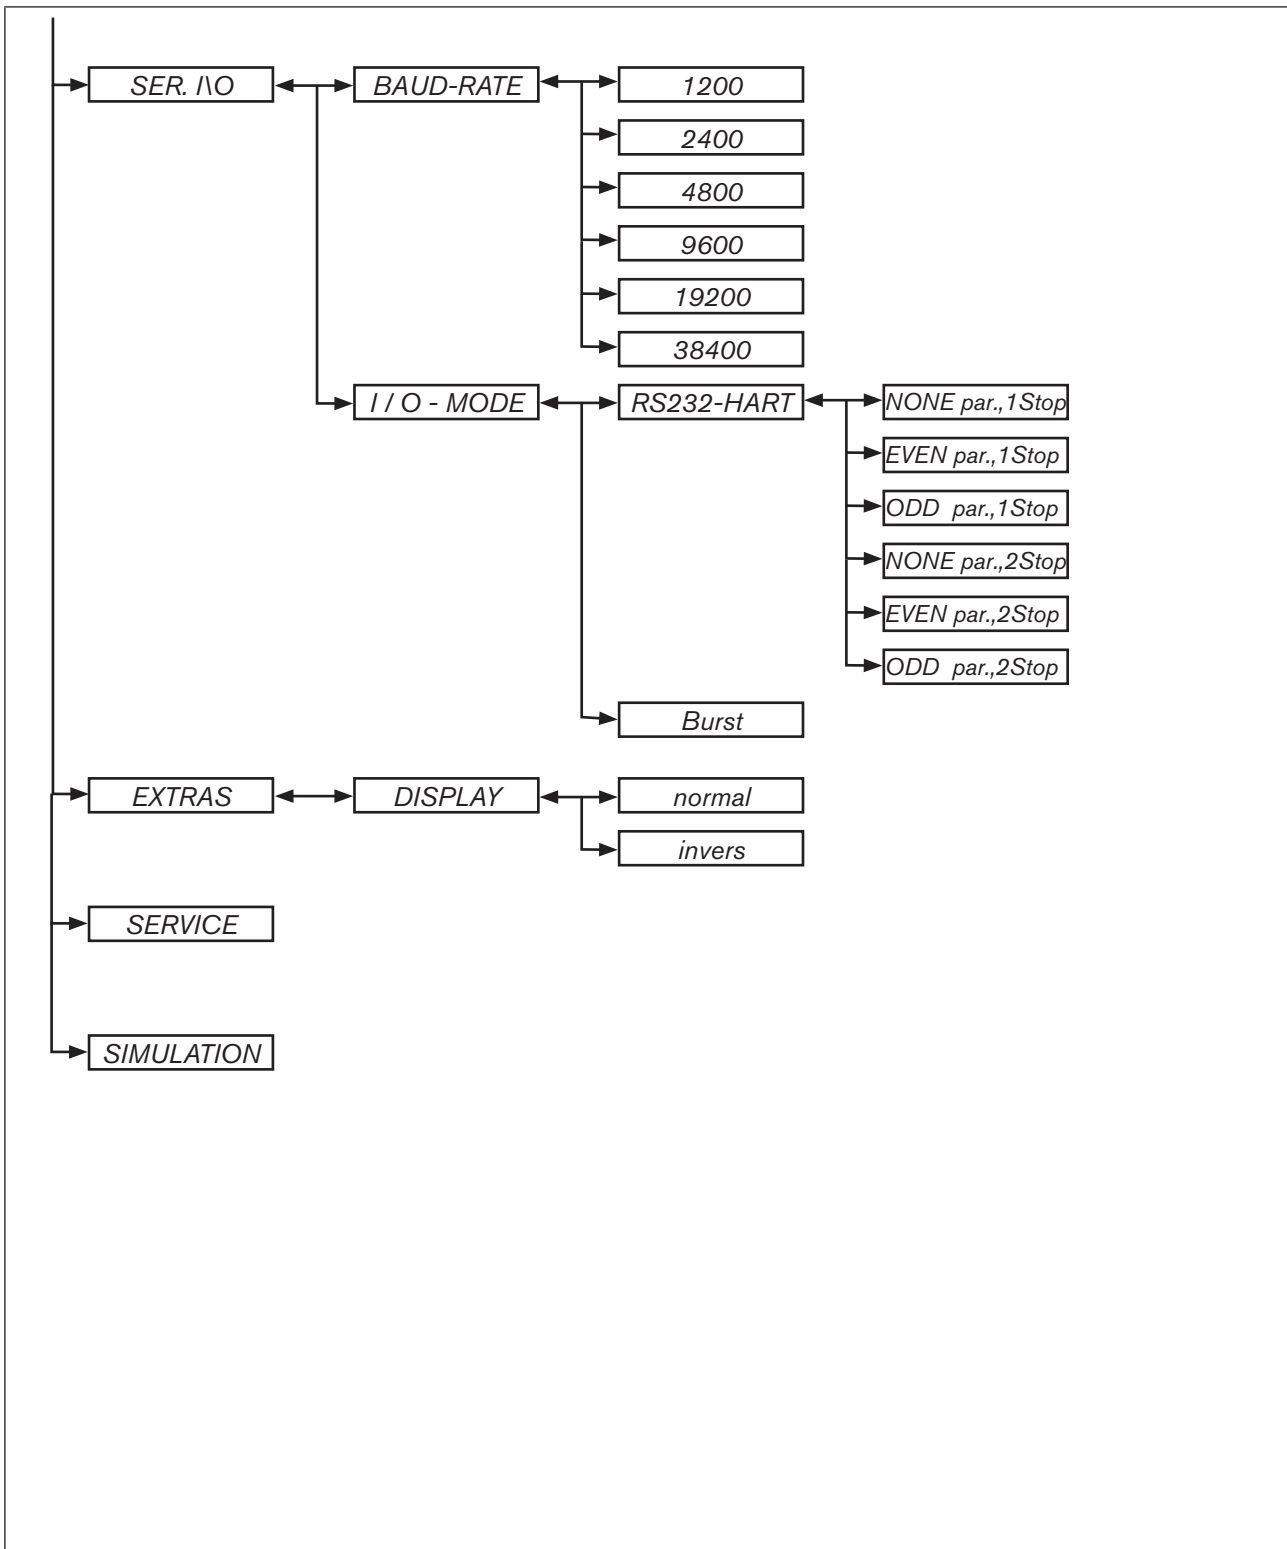 SER. I\O
BAUD-RATE
1200
2400
4800
9600
19200
38400
I / O - MODE
RS232-HART
NONE par.,1Stop
EVEN par.,1Stop
ODD  par.,1Stop
NONE par.,2Stop
EVEN par.,2Stop
ODD  par.,2Stop
Burst
EXTRAS
DISPLAY
normal
invers
SERVICE
SIMULATION